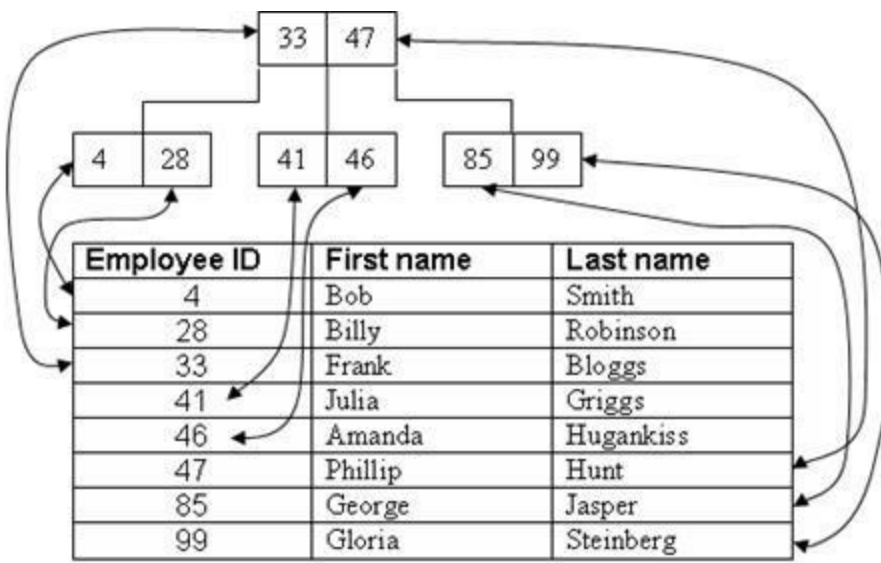 33 47
4 28 41 46 85 99
Employee ID First name Last name
4 Bob Smith
28 Billy Robinson
33 Frank Bloggs
41 Julia Griggs
46 Amanda Hugankiss
47 Phillip Hunt
85 George Jasper
99 Gloria Steinberg